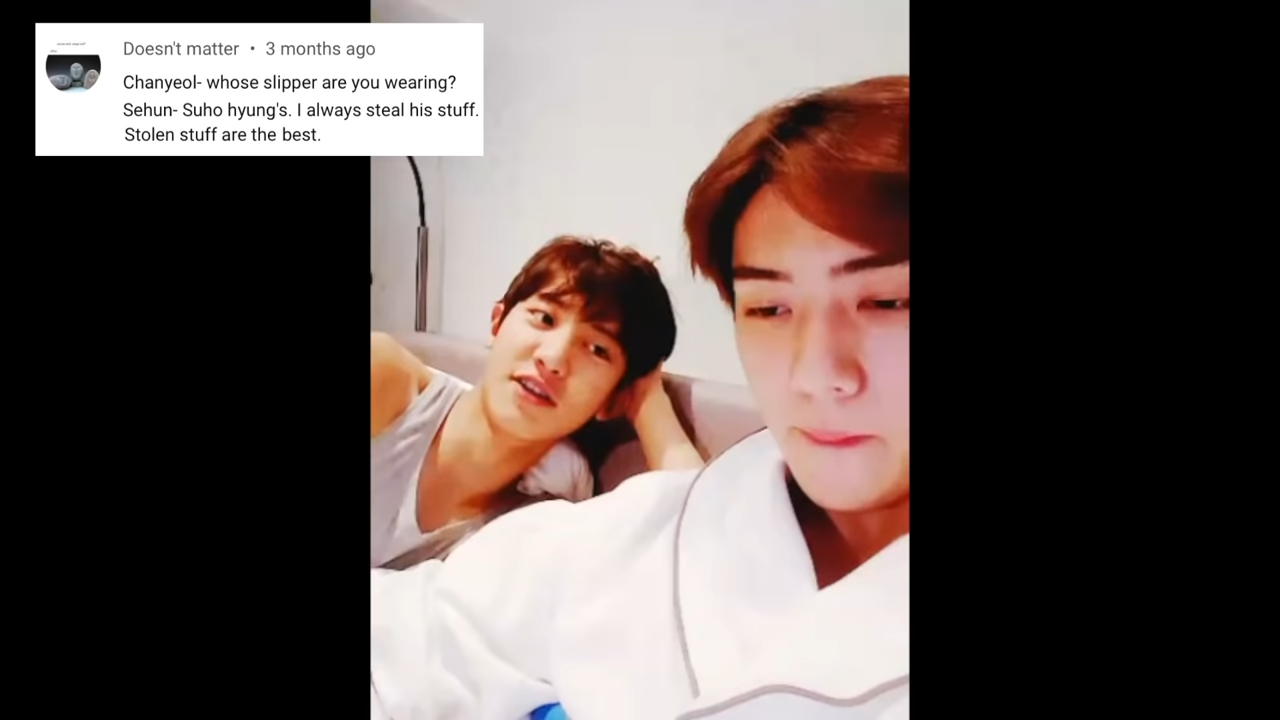 Doesn't matter • 3 months ago
Chanyeol- whose slipper are you wearing?
Sehun- Suho hyung's. I always steal his stuff.
Stolen stuff are the best.